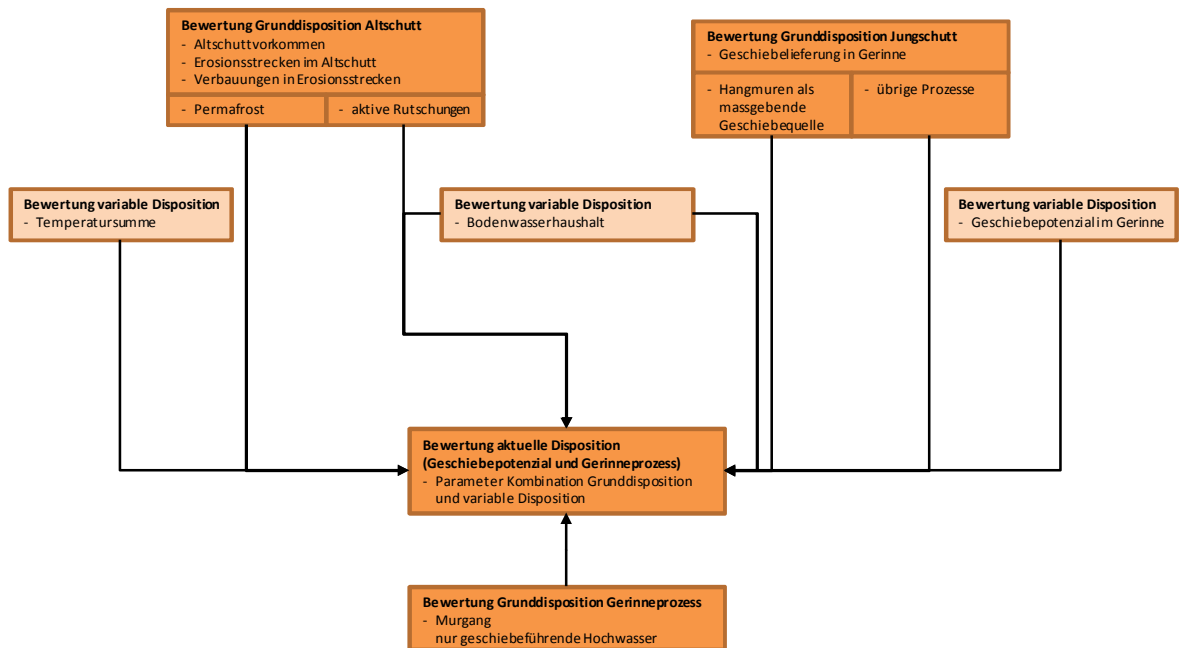 Bewertung Grunddisposition Altschutt
- Altschuttvorkommen
- Erosionsstrecken im Altschutt
- Verbauungen in Erosionsstrecken
- Permafrost
- aktive Rutschungen
Bewertung Grunddisposition Jungschutt
- Geschiebelieferung in Gerinne
- Hangmuren als
massgebende
Geschiebequelle
- übrige Prozesse
Bewertung variable Disposition
- Temperatursumme
Bewertung variable Disposition
- Bodenwasserhaushalt
Bewertung variable Disposition
- Geschiebepotenzial im Gerinne
Bewertung aktuelle Disposition
(Geschiebepotenzial und Gerinneprozess)
- Parameter Kombination Grunddisposition
und variable Disposition
Bewertung Grunddisposition Gerinneprozess
- Murgang
nur geschiebeführende Hochwasser